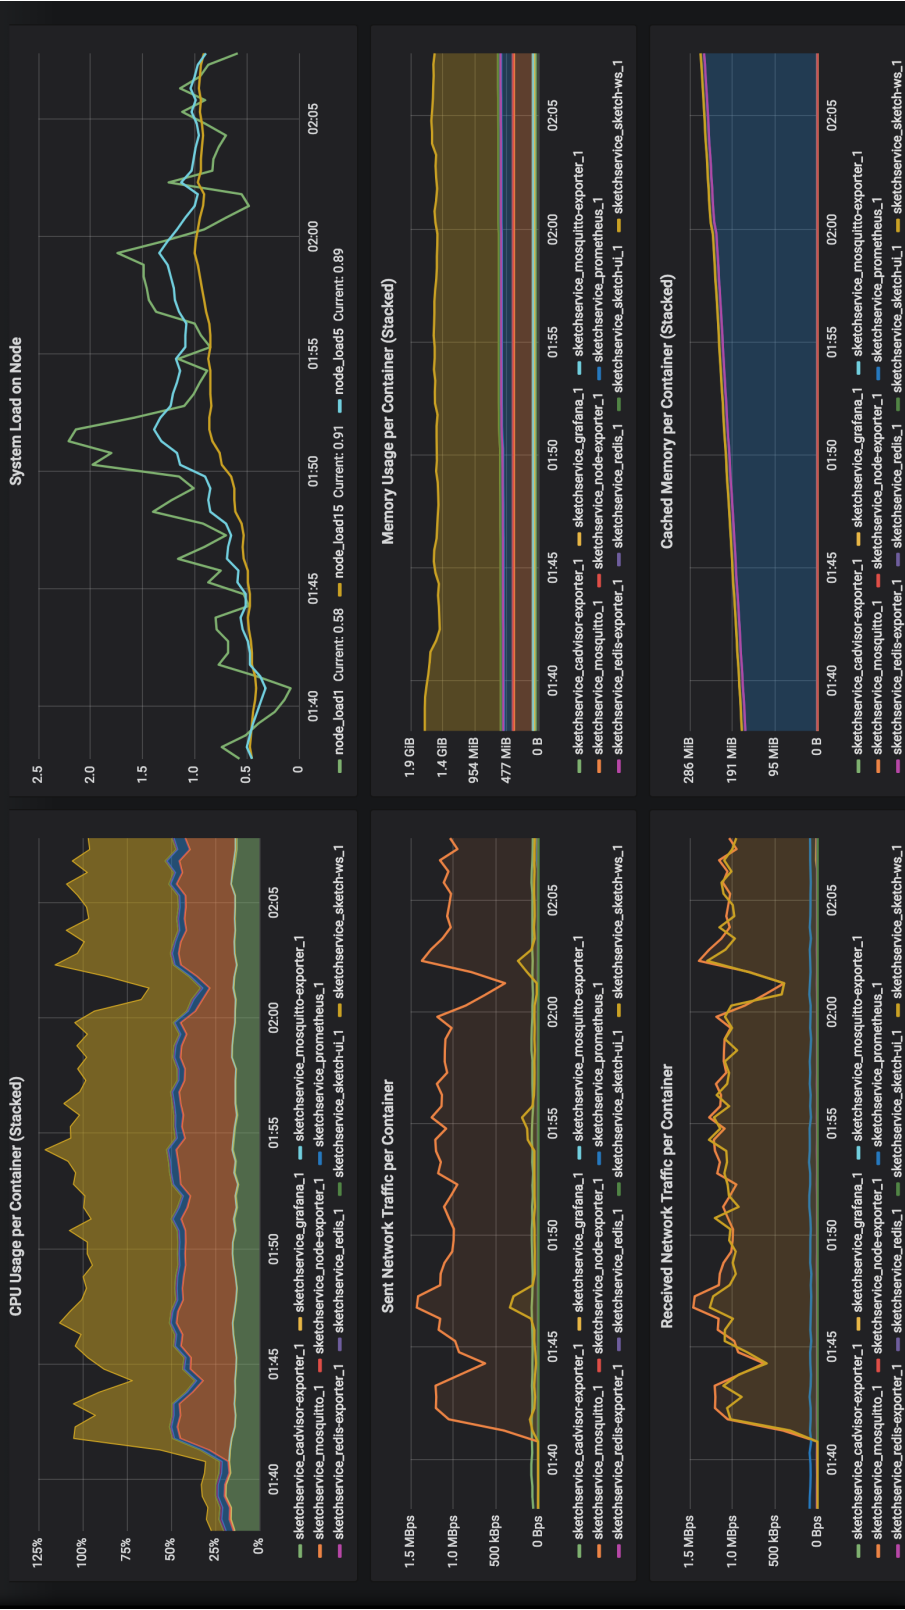 CPU Usage per Container (Stacked)
125%
100%
75%
50%
25%
0%
01:40
01:45
01:50
01:55
02:00
02:05
sketchservice_cadvisor-exporter_1 sketchservice_grafana_1 sketchservice_mosquitto-exporter_1
sketchservice_mosquitto_1 sketchservice_node-exporter_1 sketchservice_prometheus_1
sketchservice_redis-exporter_1 sketchservice_redis_1 sketchservice_sketch-ui_1 sketchservice_sketch-ws_1
System Load on Node
2.5
2.0
1.5
1.0
0.5
0
01:40
01:45
01:50
01:55
02:00
02:05
node_load1 Current: 0.58 node_load15 Current: 0.91 node_load5 Current: 0.89
Sent Network Traffic per Container
1.5 MBps
1.0 MBps
500 kBps
0 Bps
01:40
01:45
01:50
01:55
02:00
02:05
sketchservice_cadvisor-exporter_1 sketchservice_grafana_1 sketchservice_mosquitto-exporter_1
sketchservice_mosquitto_1 sketchservice_node-exporter_1 sketchservice_prometheus_1
sketchservice_redis-exporter_1 sketchservice_redis_1 sketchservice_sketch-ui_1 sketchservice_sketch-ws_1
Memory Usage per Container (Stacked)
1.9 GiB
1.4 GiB
954 MiB
477 MiB
0 B
01:40
01:45
01:50
01:55
02:00
02:05
sketchservice_cadvisor-exporter_1 sketchservice_grafana_1 sketchservice_mosquitto-exporter_1
sketchservice_mosquitto_1 sketchservice_node-exporter_1 sketchservice_prometheus_1
sketchservice_redis-exporter_1 sketchservice_redis_1 sketchservice_sketch-ui_1 sketchservice_sketch-ws_1
Received Network Traffic per Container
1.5 MBps
1.0 MBps
500 kBps
0 Bps
01:40
01:45
01:50
01:55
02:00
02:05
sketchservice_cadvisor-exporter_1 sketchservice_grafana_1 sketchservice_mosquitto-exporter_1
sketchservice_mosquitto_1 sketchservice_node-exporter_1 sketchservice_prometheus_1
sketchservice_redis-exporter_1 sketchservice_redis_1 sketchservice_sketch-ui_1 sketchservice_sketch-ws_1
Cached Memory per Container (Stacked)
286 MiB
191 MiB
95 MiB
0 B
01:40
01:45
01:50
01:55
02:00
02:05
sketchservice_cadvisor-exporter_1 sketchservice_grafana_1 sketchservice_mosquitto-exporter_1
sketchservice_mosquitto_1 sketchservice_node-exporter_1 sketchservice_prometheus_1
sketchservice_redis-exporter_1 sketchservice_redis_1 sketchservice_sketch-ui_1 sketchservice_sketch-ws_1